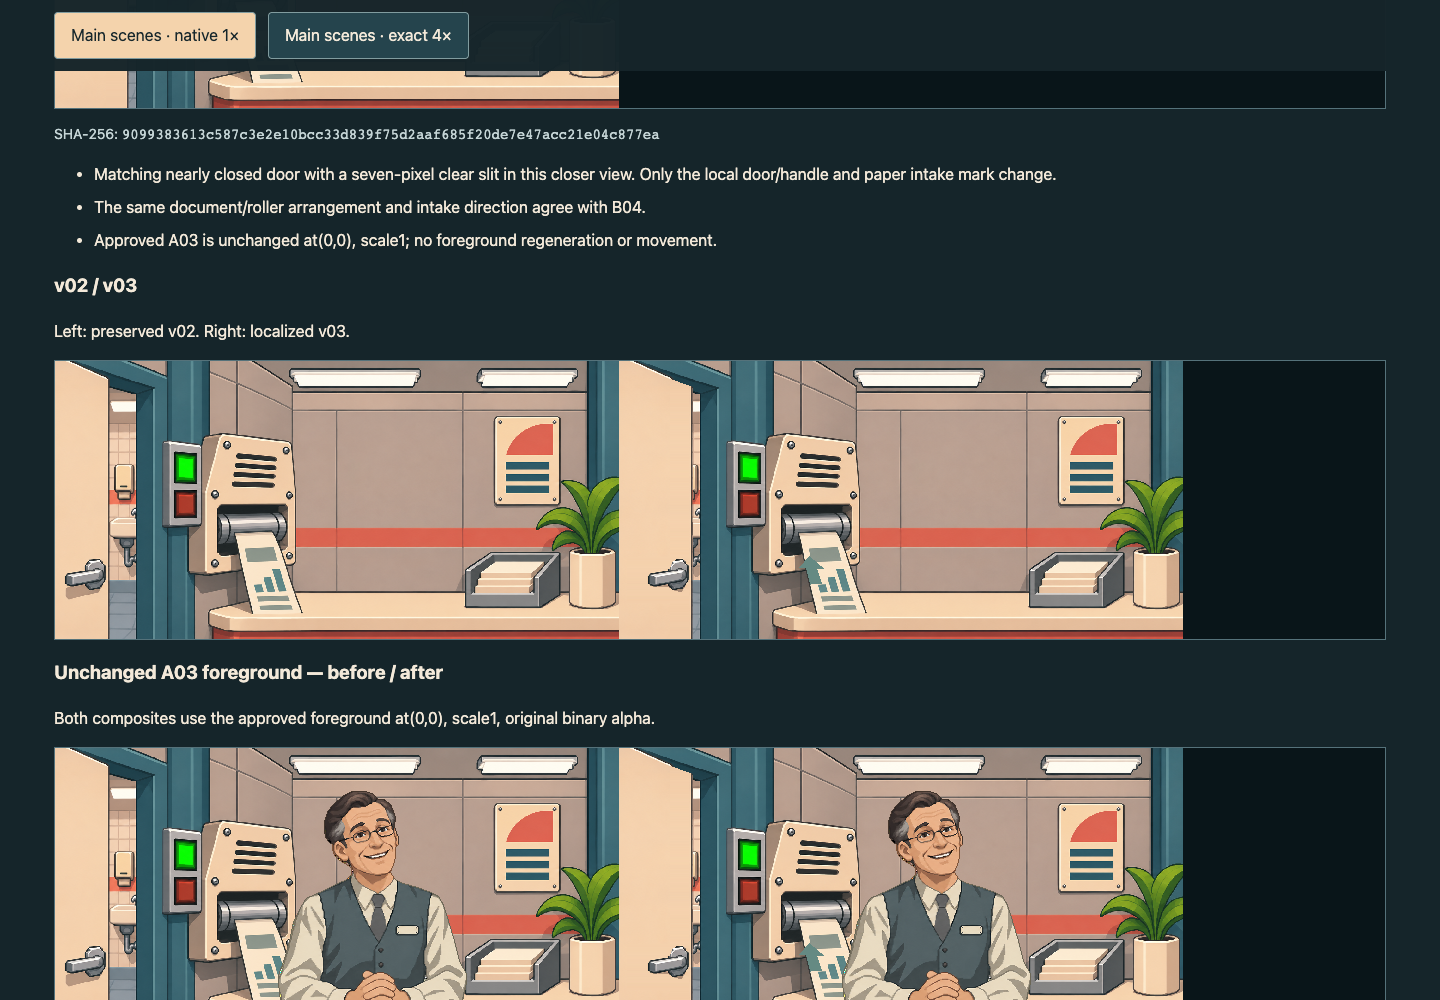 Main scenes · native 1×
Main scenes · exact 4×
SHA-256: 9099383613c587c3e2e10bcc33d839f75d2aaf685f20de7e47acc21e04c877ea
• Matching nearly closed door with a seven-pixel clear slit in this closer view. Only the local door/handle and paper intake mark change.
• The same document/roller arrangement and intake direction agree with B04.
• Approved A03 is unchanged at(0,0), scale1; no foreground regeneration or movement.
v02 / v03
Left: preserved v02. Right: localized v03.
Unchanged A03 foreground — before / after
Both composites use the approved foreground at(0,0), scale1, original binary alpha.